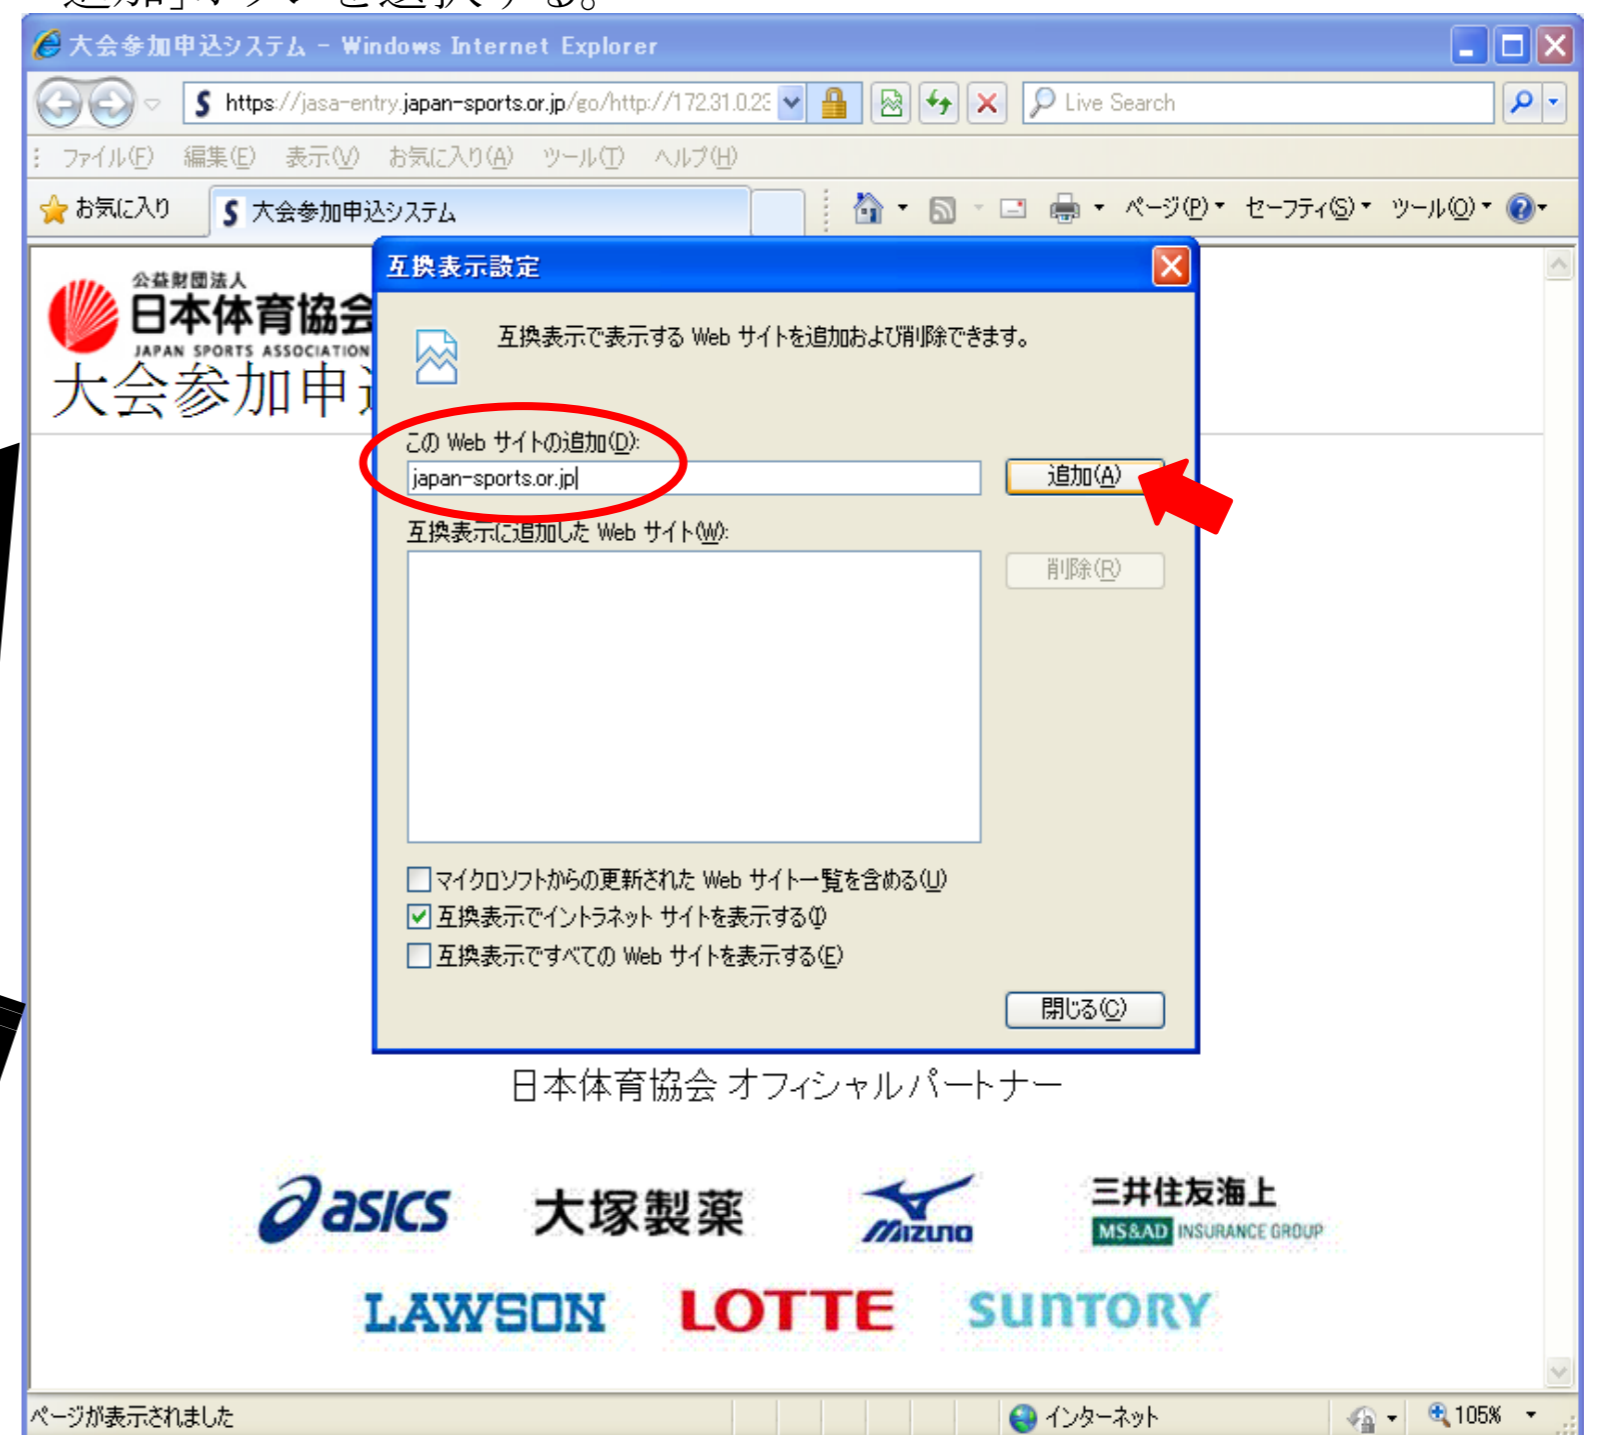 追加」ボタンを選択する。
大会参加申込システム - Windows Internet Explorer
https://jasa-entry.japan-sports.or.jp/go/http://172.31.0.23
Live Search
ファイル(F) 編集(E) 表示(V) お気に入り(A) ツール(T) ヘルプ(H)
お気に入り
大会参加申込システム
ページ(P) セーフティ(S) ツール(O)
公益財団法人
日本体育協会
JAPAN SPORTS ASSOCIATION
大会参加申込
互換表示設定
互換表示で表示する Web サイトを追加および削除できます。
この Web サイトの追加(D):
japan-sports.or.jp
追加(A)
互換表示に追加した Web サイト(W):
削除(R)
マイクロソフトからの更新された Web サイト一覧を含める(U)
互換表示でイントラネット サイトを表示する(I)
互換表示ですべての Web サイトを表示する(E)
閉じる(C)
日本体育協会 オフィシャルパートナー
asics 大塚製薬 MIZUNO 三井住友海上
MS&AD INSURANCE GROUP
LAWSON LOTTE SUNTORY
ページが表示されました
インターネット
105%